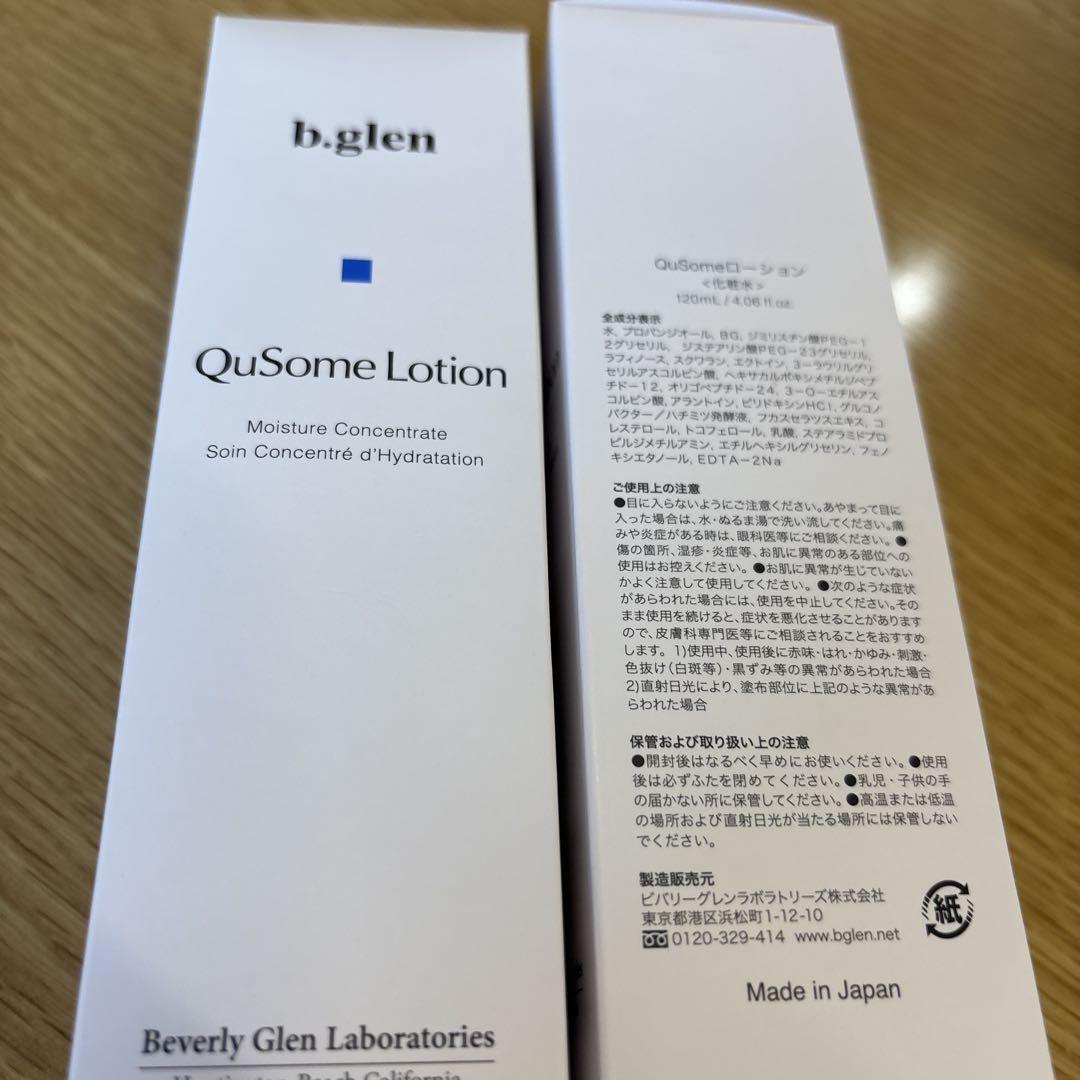 b.glen
QuSome Lotion
Moisture Concentrate
Soin Concentré d'Hydratation
Beverly Glen Laboratories
Huntington Beach California
QuSomeローション
<化粧水>
120mL / 4.06 fl.oz.
全成分表示
水, プロパンジオール, BG, ジミリスチン酸PEG-1
2グリセリル, ジステアリン酸PEG-23グリセリル,
ラフィノース, スクワラン, エクトイン, 3-ラウリルグリ
セリルアスコルビン酸, ヘキサカルボキシメチルジペプ
チド-12, オリゴペプチド-24, 3-O-エチルアス
コルビン酸, アラントイン, ピリドキシンHCl, グルコノ
バクター/ハチミツ発酵液, フカスセラツスエキス, コ
レステロール, トコフェロール, 乳酸, ステアラミドプロ
ピルジメチルアミン, エチルヘキシルグリセリン, フェノ
キシエタノール, EDTA-2Na
ご使用上の注意
●目に入らないようにご注意ください。あやまって目に
入った場合は、水・ぬるま湯で洗い流してください。痛
みや炎症がある時は、眼科医等にご相談ください。●
傷の箇所、湿疹・炎症等、お肌に異常のある部位への
使用はお控えください。●お肌に異常が生じていない
かよく注意して使用してください。●次のような症状
があらわれた場合には、使用を中止してください。その
まま使用を続けると、症状を悪化させることがあります
ので、皮膚科専門医等にご相談されることをおすすめ
します。1)使用中、使用後に赤味・はれ・かゆみ・刺激・
色抜け(白斑等)・黒ずみ等の異常があらわれた場合
2)直射日光により、塗布部位に上記のような異常があ
らわれた場合
保管および取り扱い上の注意
●開封後はなるべく早めにお使いください。●使用
後は必ずふたを閉めてください。●乳児・子供の手
の届かない所に保管してください。●高温または低温
の場所および直射日光が当たる場所には保管しない
でください。
製造販売元
ビバリーグレンラボラトリーズ株式会社
東京都港区浜松町1-12-10
0120-329-414 www.bglen.net
紙
Made in Japan